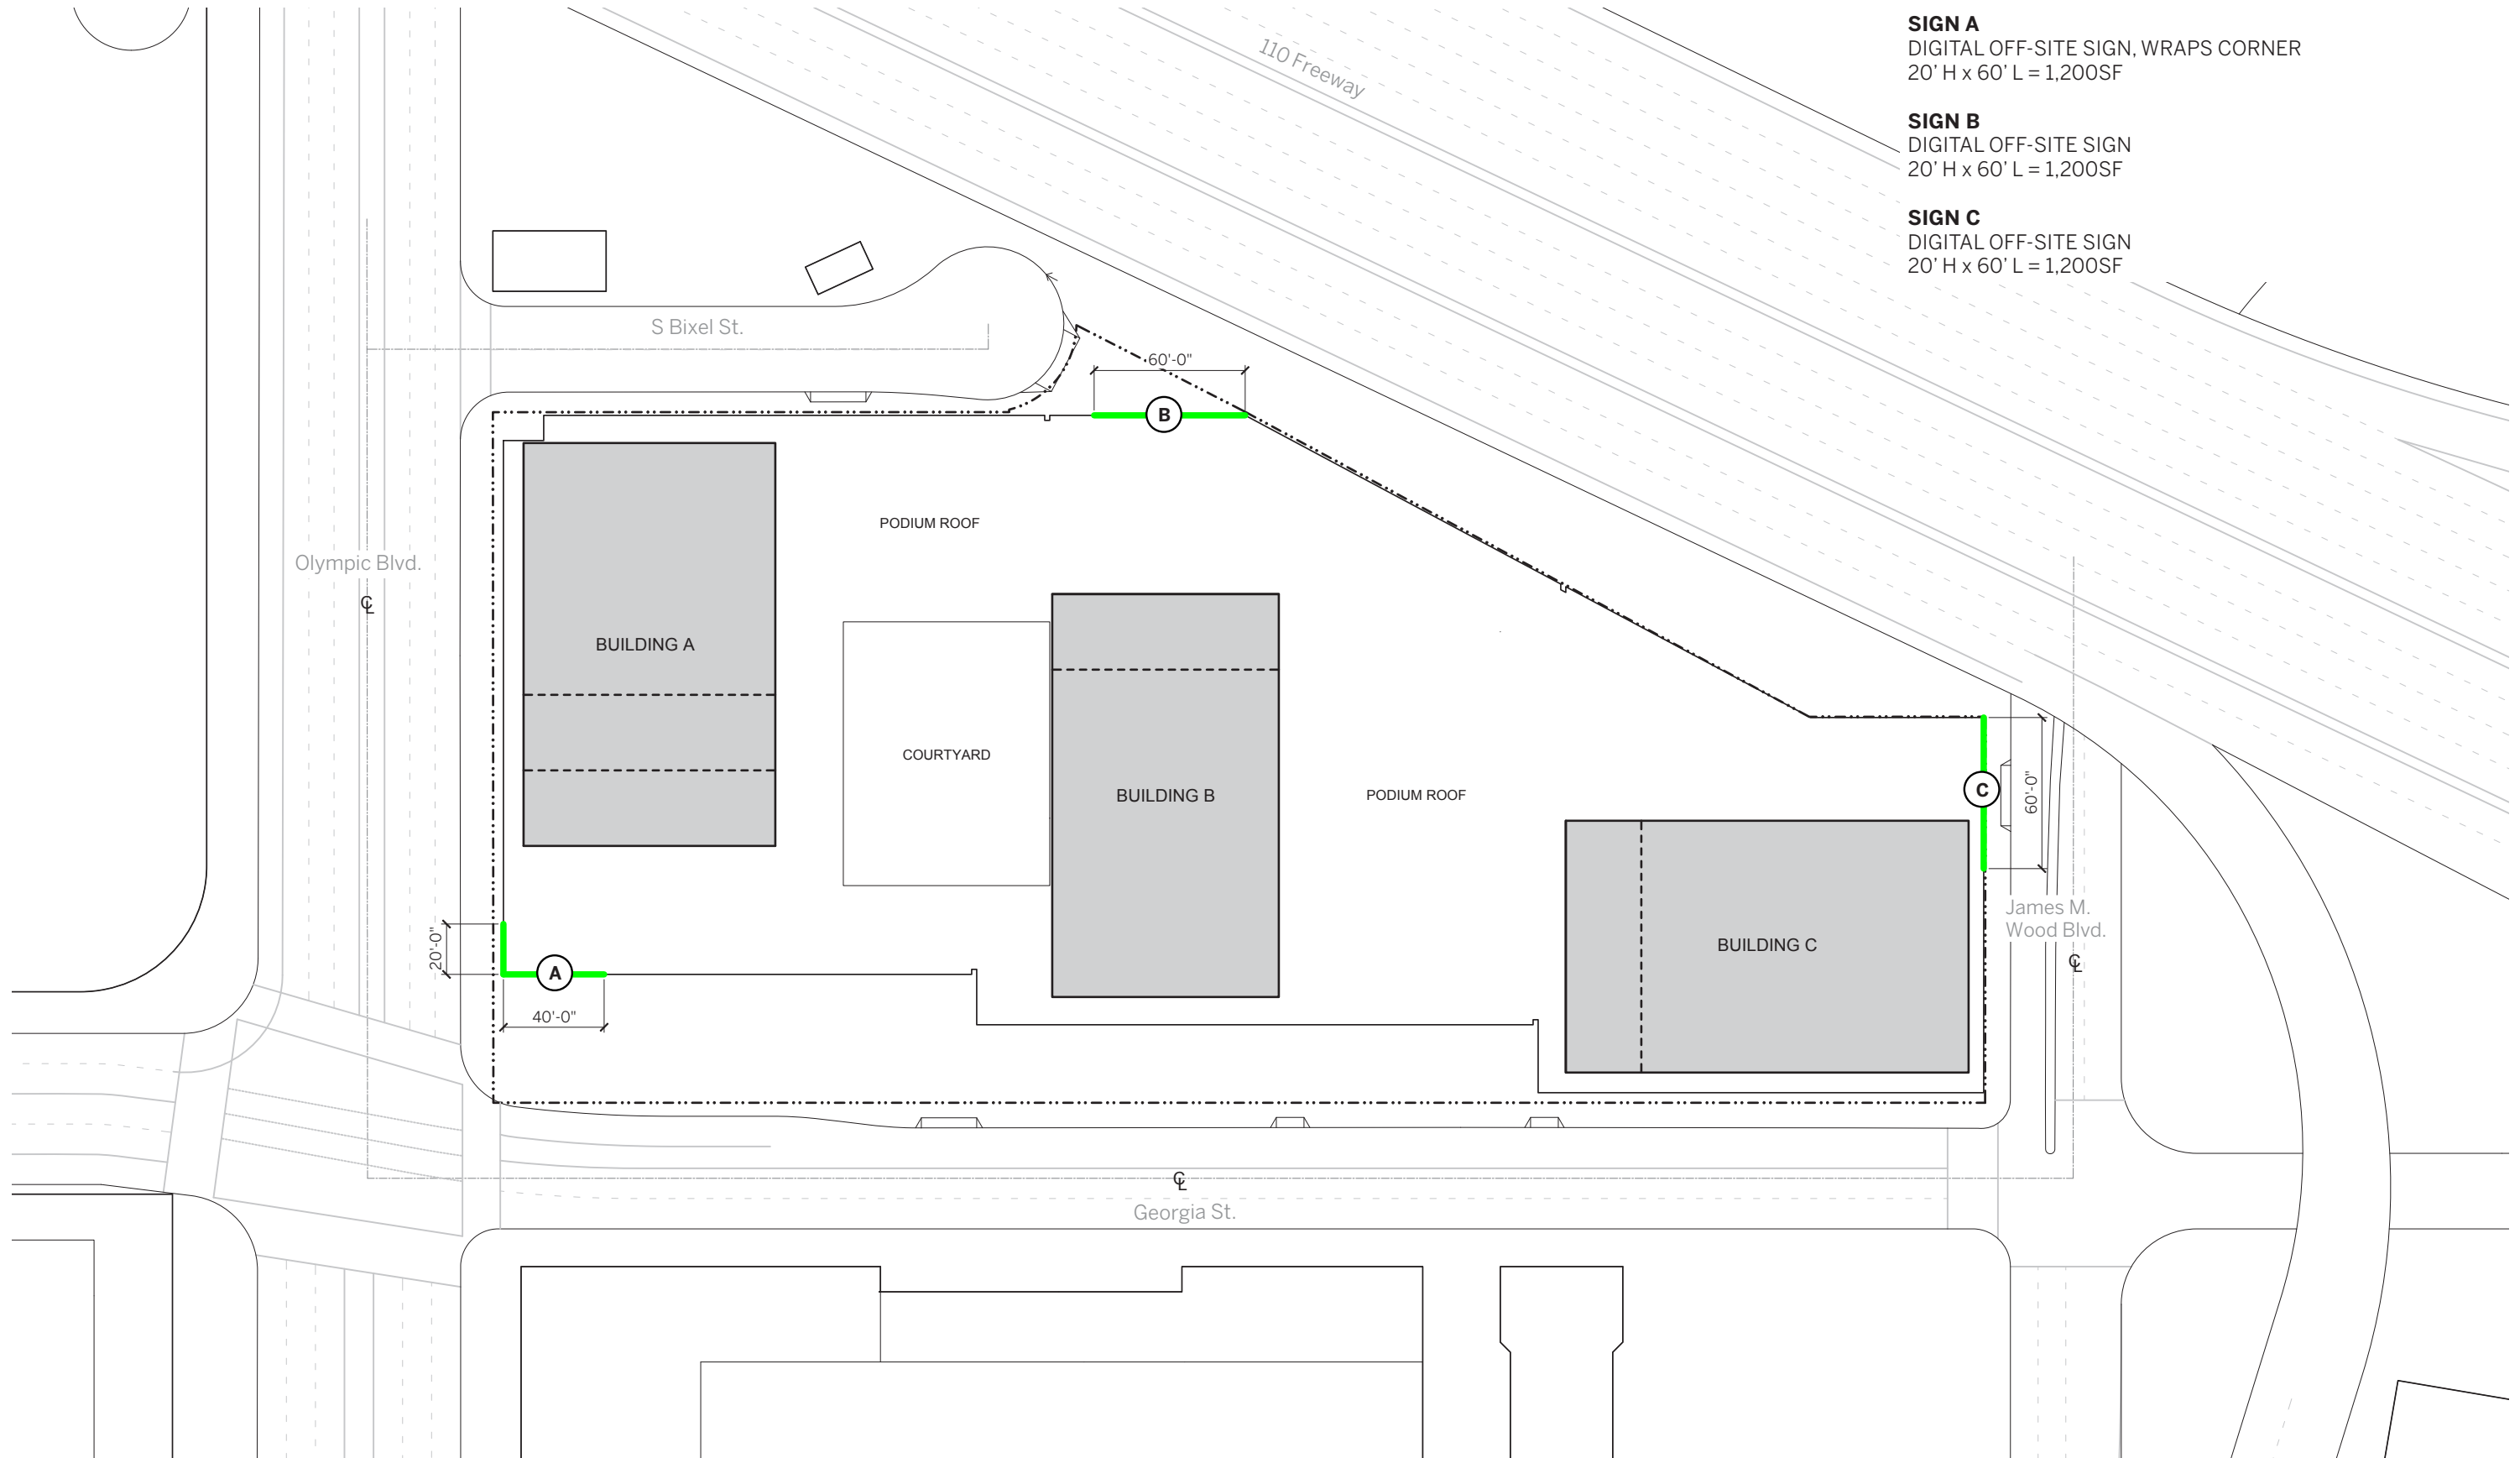 SIGN A
DIGITAL OFF-SITE SIGN, WRAPS CORNER
20' H x 60' L = 1,200SF
SIGN B
DIGITAL OFF-SITE SIGN
20' H x 60' L = 1,200SF
SIGN C
DIGITAL OFF-SITE SIGN
20' H x 60' L = 1,200SF
110 Freeway
S Bixel St.
60'-0"
B
PODIUM ROOF
Olympic Blvd.
℄
BUILDING A
COURTYARD
BUILDING B
PODIUM ROOF
C
60'-0"
James M.
Wood Blvd.
℄
BUILDING C
20'-0"
A
40'-0"
℄
Georgia St.